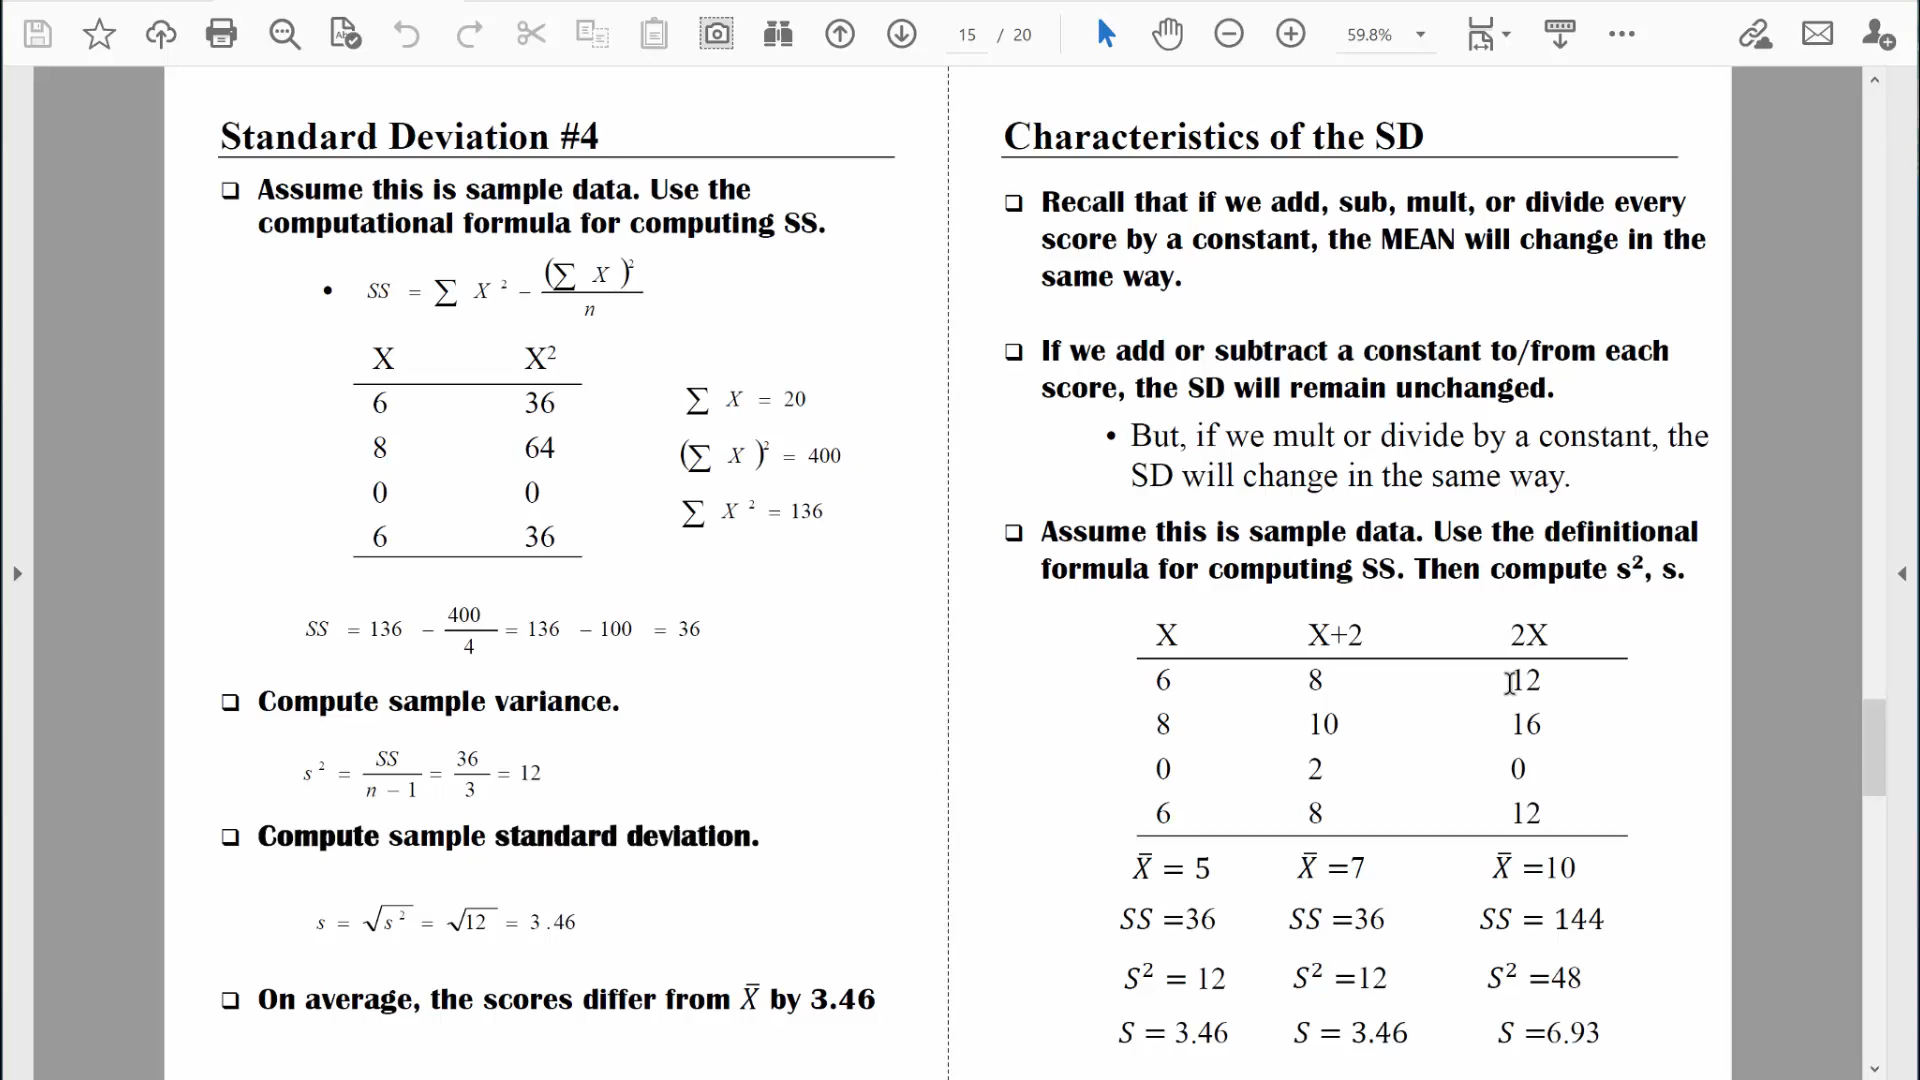 15 / 20
59.8%
Standard Deviation #4
❑ Assume this is sample data. Use the
computational formula for computing SS.
• SS = ∑ X² − (∑ X)² / n
X X²
6 36
8 64
0 0
6 36
∑ X = 20
(∑ X)² = 400
∑ X² = 136
SS = 136 − 400/4 = 136 − 100 = 36
❑ Compute sample variance.
s² = SS / n − 1 = 36/3 = 12
❑ Compute sample standard deviation.
s = √s² = √12 = 3.46
❑ On average, the scores differ from X̄ by 3.46
Characteristics of the SD
❑ Recall that if we add, sub, mult, or divide every
score by a constant, the MEAN will change in the
same way.
❑ If we add or subtract a constant to/from each
score, the SD will remain unchanged.
• But, if we mult or divide by a constant, the
SD will change in the same way.
❑ Assume this is sample data. Use the definitional
formula for computing SS. Then compute s², s.
X X+2 2X
6 8 12
8 10 16
0 2 0
6 8 12
X̄ = 5 X̄ =7 X̄ =10
SS =36 SS =36 SS = 144
S² = 12 S² =12 S² =48
S = 3.46 S = 3.46 S =6.93